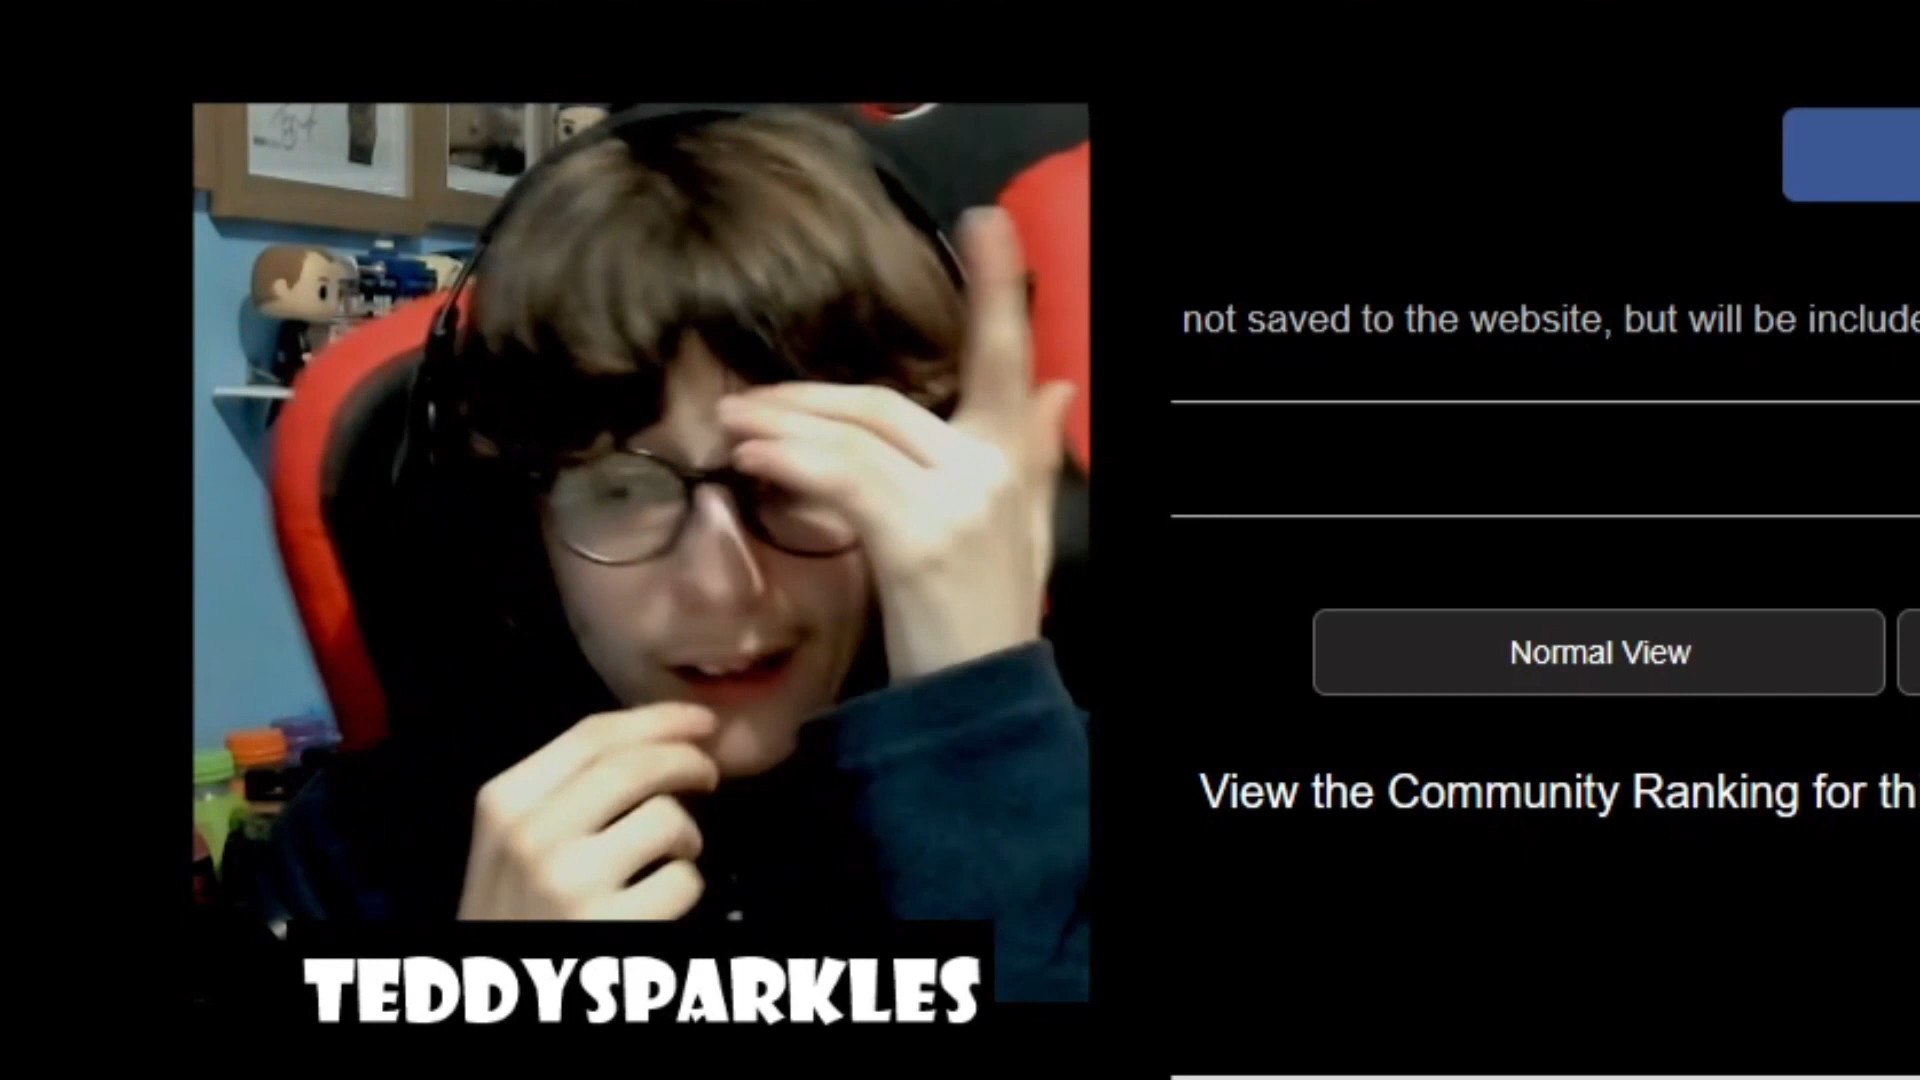 not saved to the website, but will be include
Normal View
View the Community Ranking for th
TEDDYSPARKLES